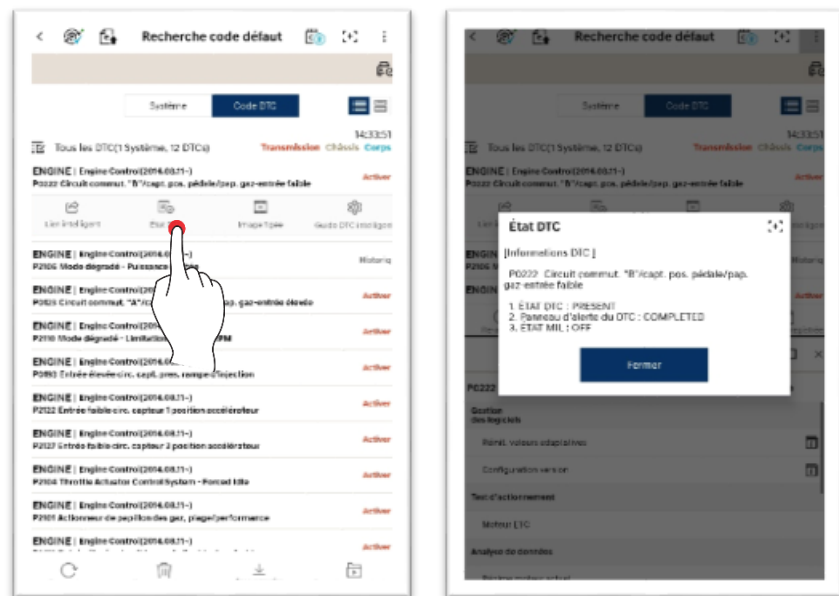 Recherche code défaut
Système
Code DTC
14:33:51
Tous les DTC(1 Système, 12 DTCs)
Transmission Châssis Corps
ENGINE | Engine Control(2016.08.11~)
P0222 Circuit commut. "B"/capt. pos. pédale/pap. gaz-entrée faible
Activer
Lien intelligent
État
Image figée
Guide DTC intelligent
ENGINE | Engine Control(2016.08.11~)
P2106 Mode dégradé - Puissance
Historiq
ENGINE | Engine Control(2016
P0123 Circuit commut. "A"/
pap. gaz-entrée élevée
Activer
ENGINE | Engine Control(2016
P2110 Mode dégradé - Limitation
Activer
ENGINE | Engine Control(2016.0
P0193 Entrée élevée circ. capt. pres. rampe d'injection
Activer
ENGINE | Engine Control(2016.08.11~)
P2122 Entrée faible circ. capteur 1 position accélérateur
Activer
ENGINE | Engine Control(2016.08.11~)
P2127 Entrée faible circ. capteur 2 position accélérateur
Activer
ENGINE | Engine Control(2016.08.11~)
P2104 Throttle Actuator Control System - Forced Idle
Activer
ENGINE | Engine Control(2016.08.11~)
P2101 Actionneur de papillon des gaz, plage/performance
Activer
ENGINE | Engine Control(2016.08.11~)
Activer
Recherche code défaut
Système
Code DTC
14:33:51
Tous les DTC(1 Système, 12 DTCs)
Transmission Châssis Corps
ENGINE | Engine Control(2016.08.11~)
P0222 Circuit commut. "B"/capt. pos. pédale/pap. gaz-entrée faible
Activer
État DTC
[Informations DTC ]
P0222 Circuit commut. "B"/capt. pos. pédale/pap.
gaz-entrée faible
1. ÉTAT DTC : PRESENT
2. Panneau d'alerte du DTC : COMPLETED
3. ÉTAT MIL : OFF
Fermer
P0222
Gestion
des logiciels
Réinit. valeurs adaptatives
Configuration version
Test d'actionnement
Moteur ETC
Analyse de données
Régime moteur actuel